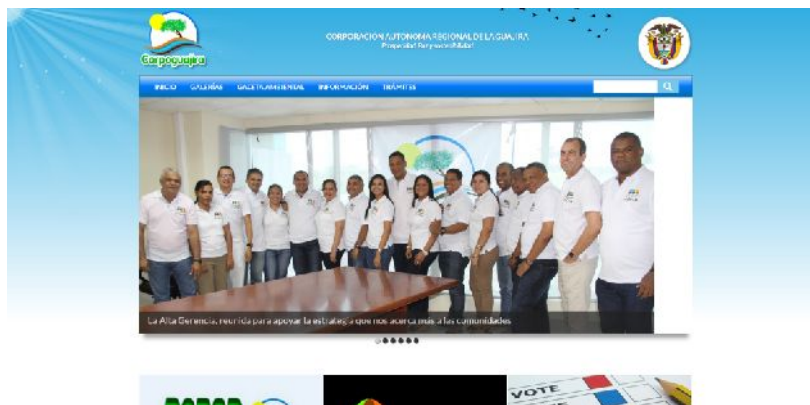 CORPORACIÓN AUTONOMA REGIONAL DE LA GUAJIRA
Corpoguajira
INICIO GALERÍAS GACETA AMBIENTAL INFORMACIÓN TRÁMITES
La Alta Gerencia, reunida para apoyar la estrategia que nos acerca más a las comunidades
VOTE